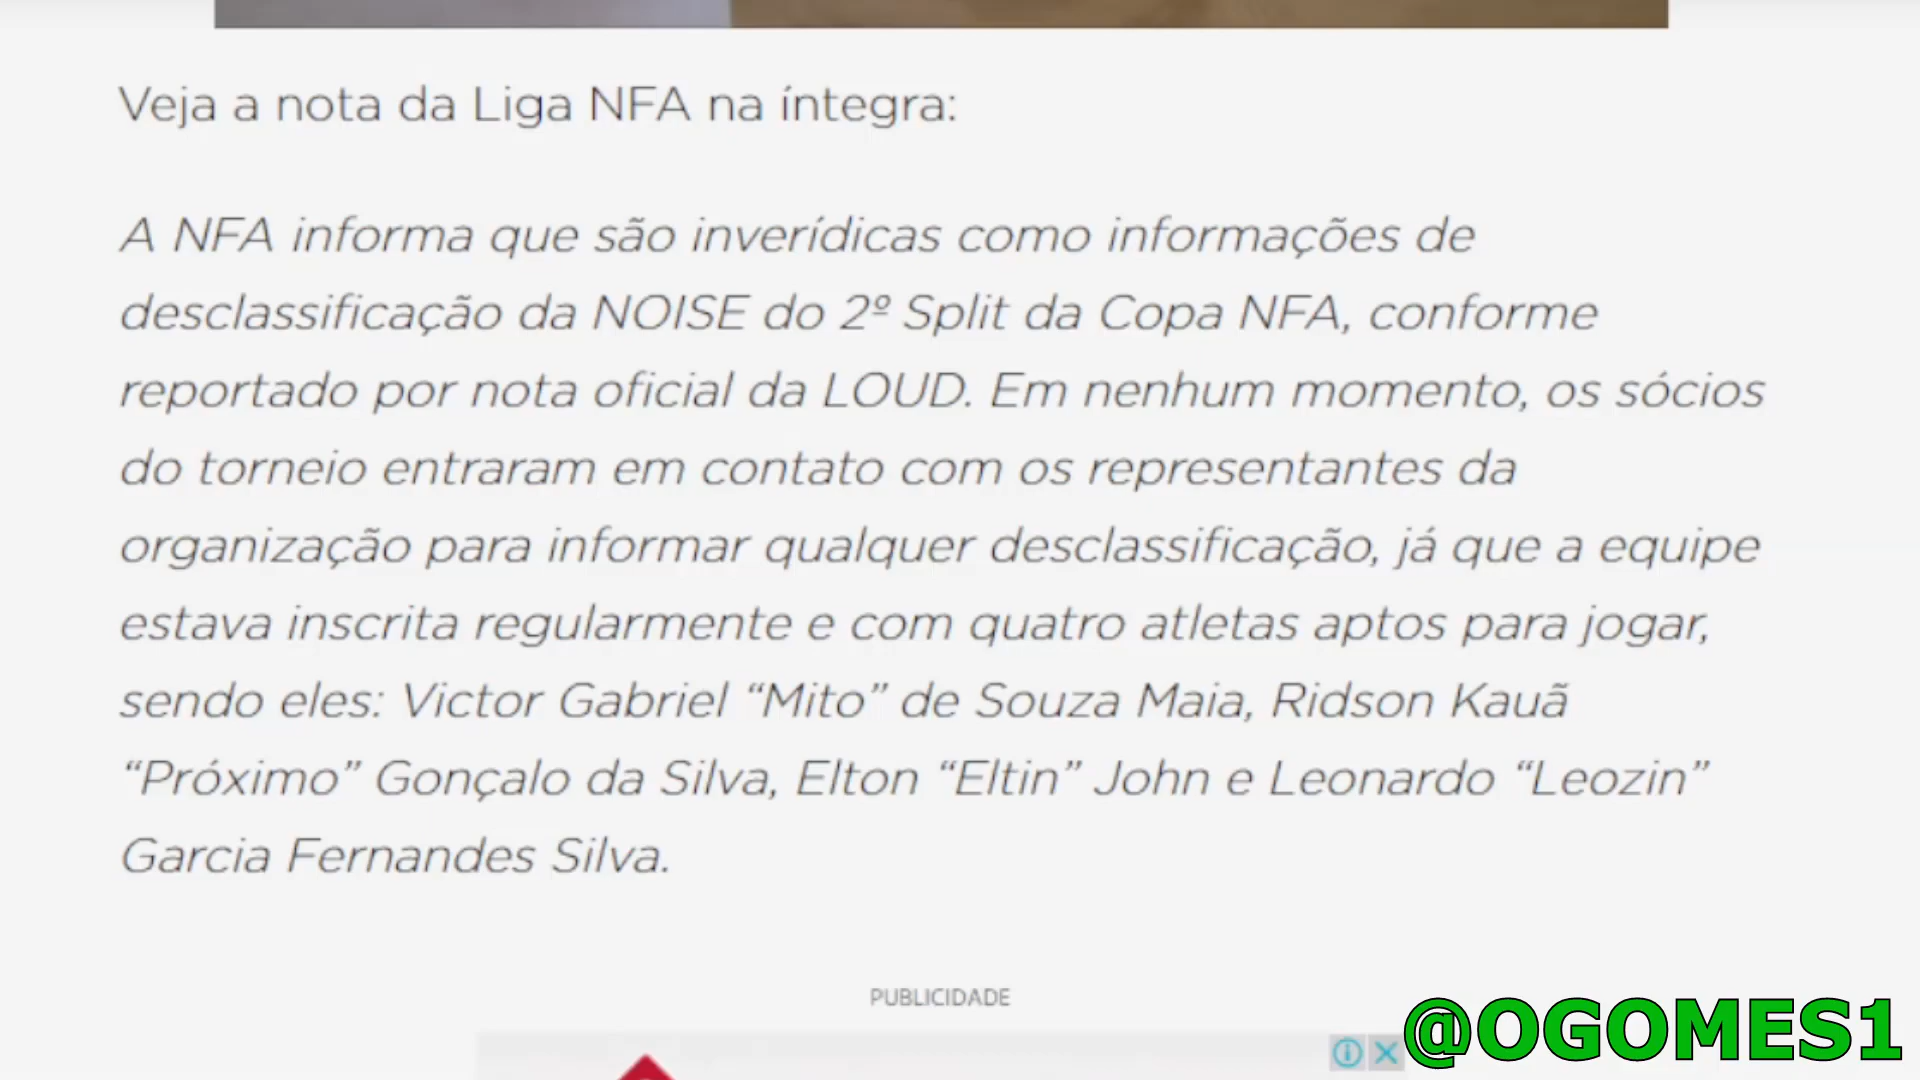 Veja a nota da Liga NFA na íntegra:
A NFA informa que são inverídicas como informações de
desclassificação da NOISE do 2º Split da Copa NFA, conforme
reportado por nota oficial da LOUD. Em nenhum momento, os sócios
do torneio entraram em contato com os representantes da
organização para informar qualquer desclassificação, já que a equipe
estava inscrita regularmente e com quatro atletas aptos para jogar,
sendo eles: Victor Gabriel “Mito” de Souza Maia, Ridson Kauã
“Próximo” Gonçalo da Silva, Elton “Eltin” John e Leonardo “Leozin”
Garcia Fernandes Silva.
PUBLICIDADE
@OGOMES1